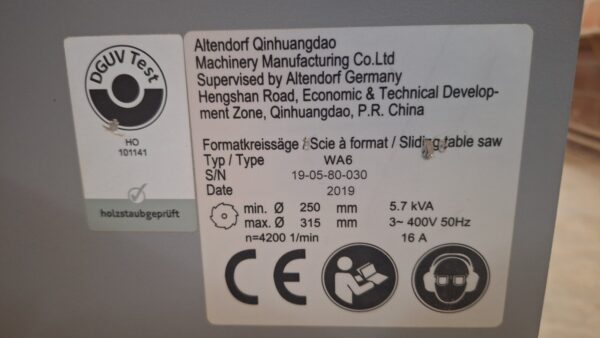 DGUV Test
HO
101141
holzstaubgeprüft
Altendorf Qinhuangdao
Machinery Manufacturing Co.Ltd
Supervised by Altendorf Germany
Hengshan Road, Economic & Technical Develop-
ment Zone, Qinhuangdao, P.R. China
Formatkreissäge / Scie à format / Sliding table saw
Typ / Type WA6
S/N 19-05-80-030
Date 2019
min. Ø 250 mm 5.7 kVA
max. Ø 315 mm 3~ 400V 50Hz
n=4200 1/min 16 A
CE